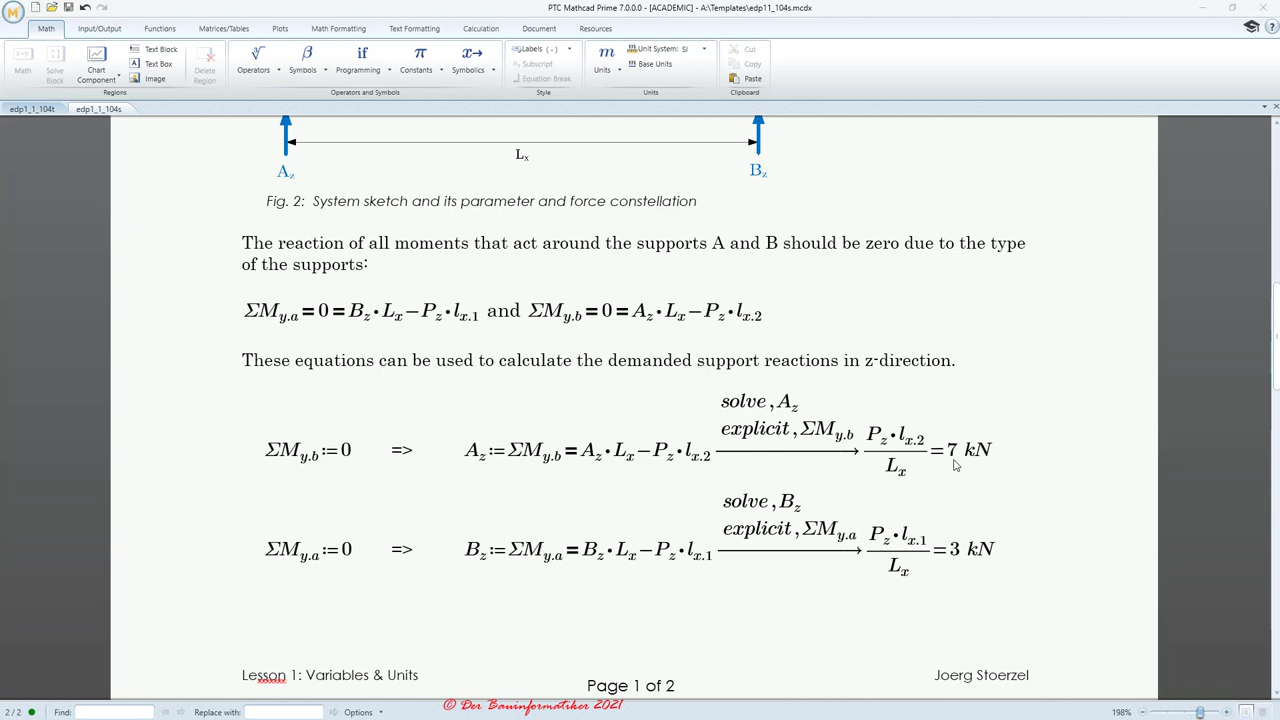 PTC Mathcad Prime 7.0.0.0 - [ACADEMIC] - A:\Templates\edp11_104s.mcdx
Math Input/Output Functions Matrices/Tables Plots Math Formatting Text Formatting Calculation Document Resources
Math Solve Block Chart Component Text Block Text Box Image Delete Region Operators Symbols Programming Constants Symbolics Labels ( – ) Subscript Equation Break Units Unit System: SI Base Units Cut Copy Paste
Regions Operators and Symbols Style Units Clipboard
edp1_1_104t edp1_1_104s
Lx
Az Bz
Fig. 2: System sketch and its parameter and force constellation
The reaction of all moments that act around the supports A and B should be zero due to the type
of the supports:
ΣMy.a = 0 = Bz • Lx − Pz • lx.1 and ΣMy.b = 0 = Az • Lx − Pz • lx.2
These equations can be used to calculate the demanded support reactions in z-direction.
solve , Az
explicit , ΣMy.b
ΣMy.b := 0 => Az := ΣMy.b = Az • Lx − Pz • lx.2 → Pz • lx.2 / Lx = 7 kN
solve , Bz
explicit , ΣMy.a
ΣMy.a := 0 => Bz := ΣMy.a = Bz • Lx − Pz • lx.1 → Pz • lx.1 / Lx = 3 kN
Lesson 1: Variables & Units Page 1 of 2 Joerg Stoerzel
© Der Bauinformatiker 2021
2 / 2 Find: Replace with: Options 198%